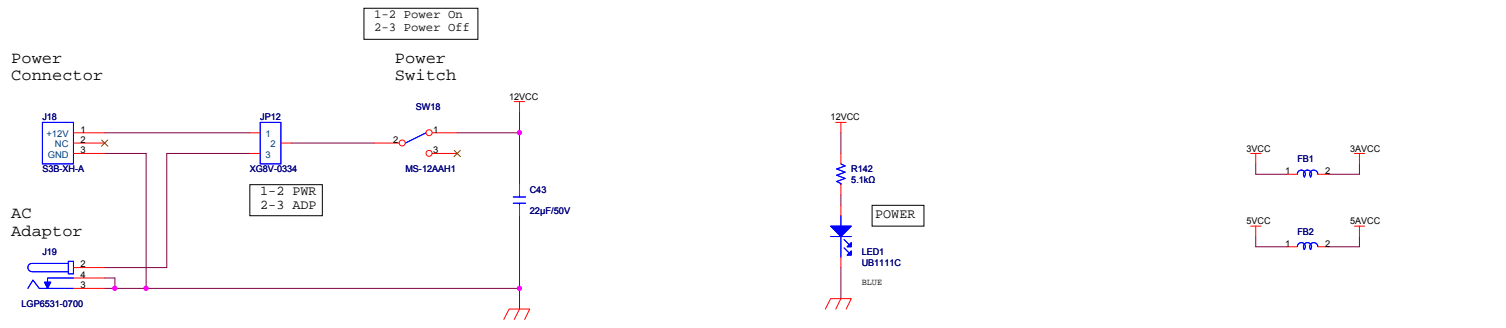 1-2 Power On
2-3 Power Off
Power
Connector
Power
Switch
J18
+12V
NC
GND
1
2
3
S3B-XH-A
JP12
1
2
3
XG8V-0334
1-2 PWR
2-3 ADP
SW18
2
1
3
MS-12AAH1
12VCC
C43
22µF/50V
AC
Adaptor
J19
2
4
3
LGP6531-0700
12VCC
R142
5.1kΩ
POWER
LED1
UB1111C
BLUE
3VCC
FB1
3AVCC
1
2
5VCC
FB2
5AVCC
1
2